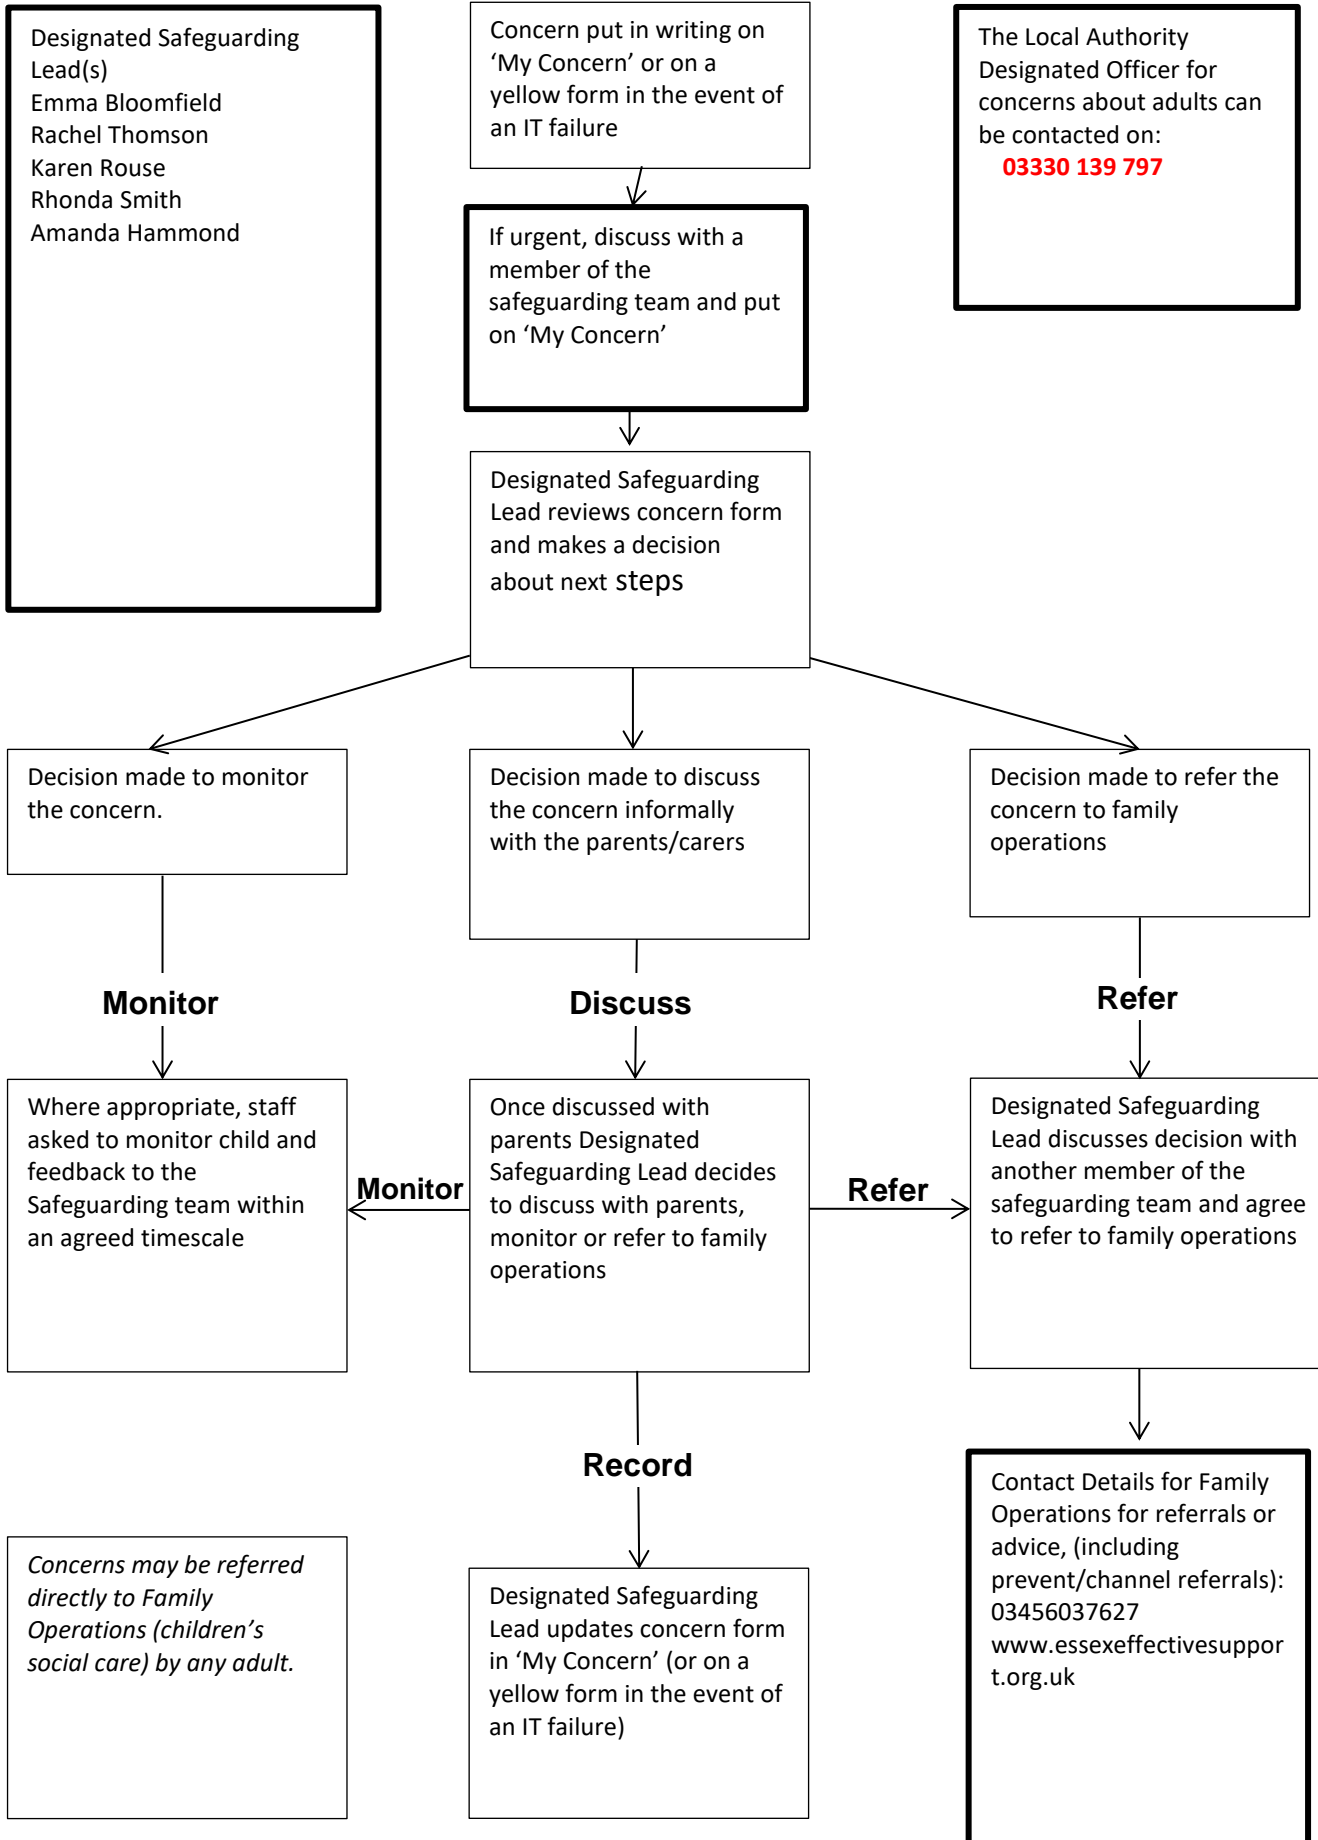 Designated Safeguarding
Lead(s)
Emma Bloomfield
Rachel Thomson
Karen Rouse
Rhonda Smith
Amanda Hammond
Concern put in writing on
‘My Concern’ or on a
yellow form in the event of
an IT failure
The Local Authority
Designated Officer for
concerns about adults can
be contacted on:
03330 139 797
If urgent, discuss with a
member of the
safeguarding team and put
on ‘My Concern’
Designated Safeguarding
Lead reviews concern form
and makes a decision
about next steps
Decision made to monitor
the concern.
Decision made to discuss
the concern informally
with the parents/carers
Decision made to refer the
concern to family
operations
Monitor
Discuss
Refer
Where appropriate, staff
asked to monitor child and
feedback to the
Safeguarding team within
an agreed timescale
Monitor
Once discussed with
parents Designated
Safeguarding Lead decides
to discuss with parents,
monitor or refer to family
operations
Refer
Designated Safeguarding
Lead discusses decision with
another member of the
safeguarding team and agree
to refer to family operations
Record
Concerns may be referred
directly to Family
Operations (children’s
social care) by any adult.
Designated Safeguarding
Lead updates concern form
in ‘My Concern’ (or on a
yellow form in the event of
an IT failure)
Contact Details for Family
Operations for referrals or
advice, (including
prevent/channel referrals):
03456037627
www.essexeffectivesuppor
t.org.uk